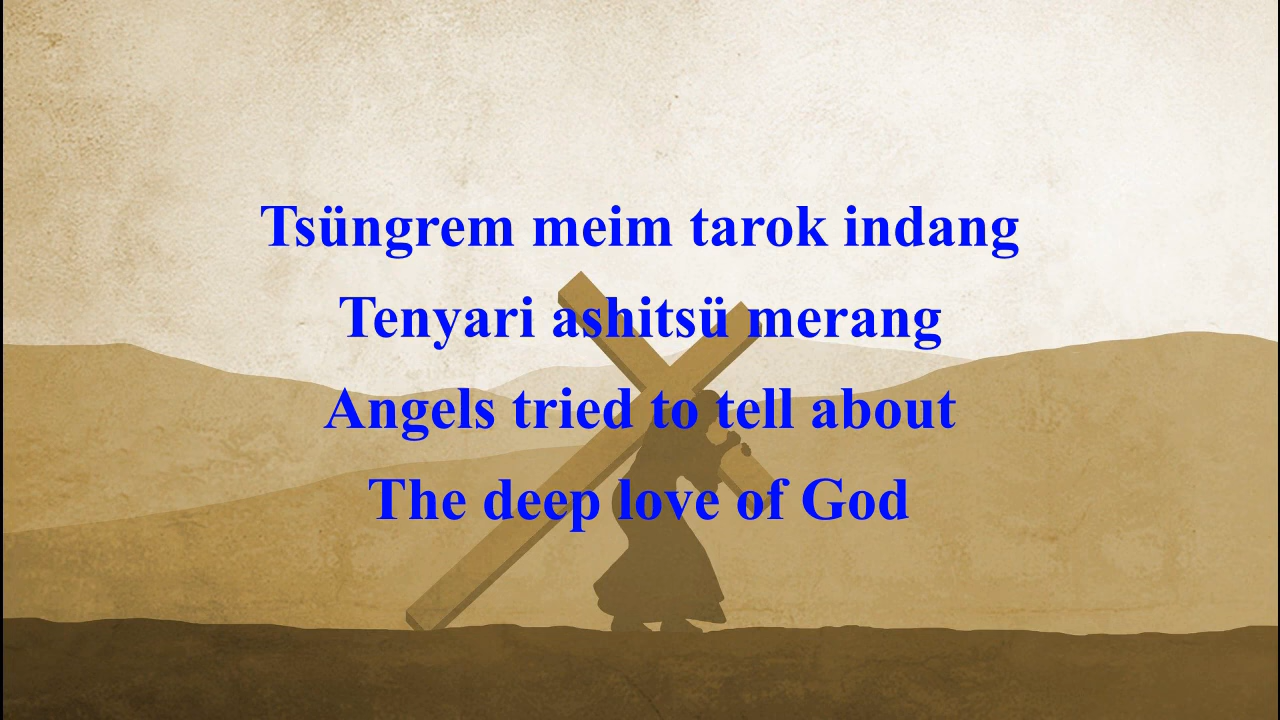 Tsüngrem meim tarok indang
Tenyari ashitsü merang
Angels tried to tell about
The deep love of God